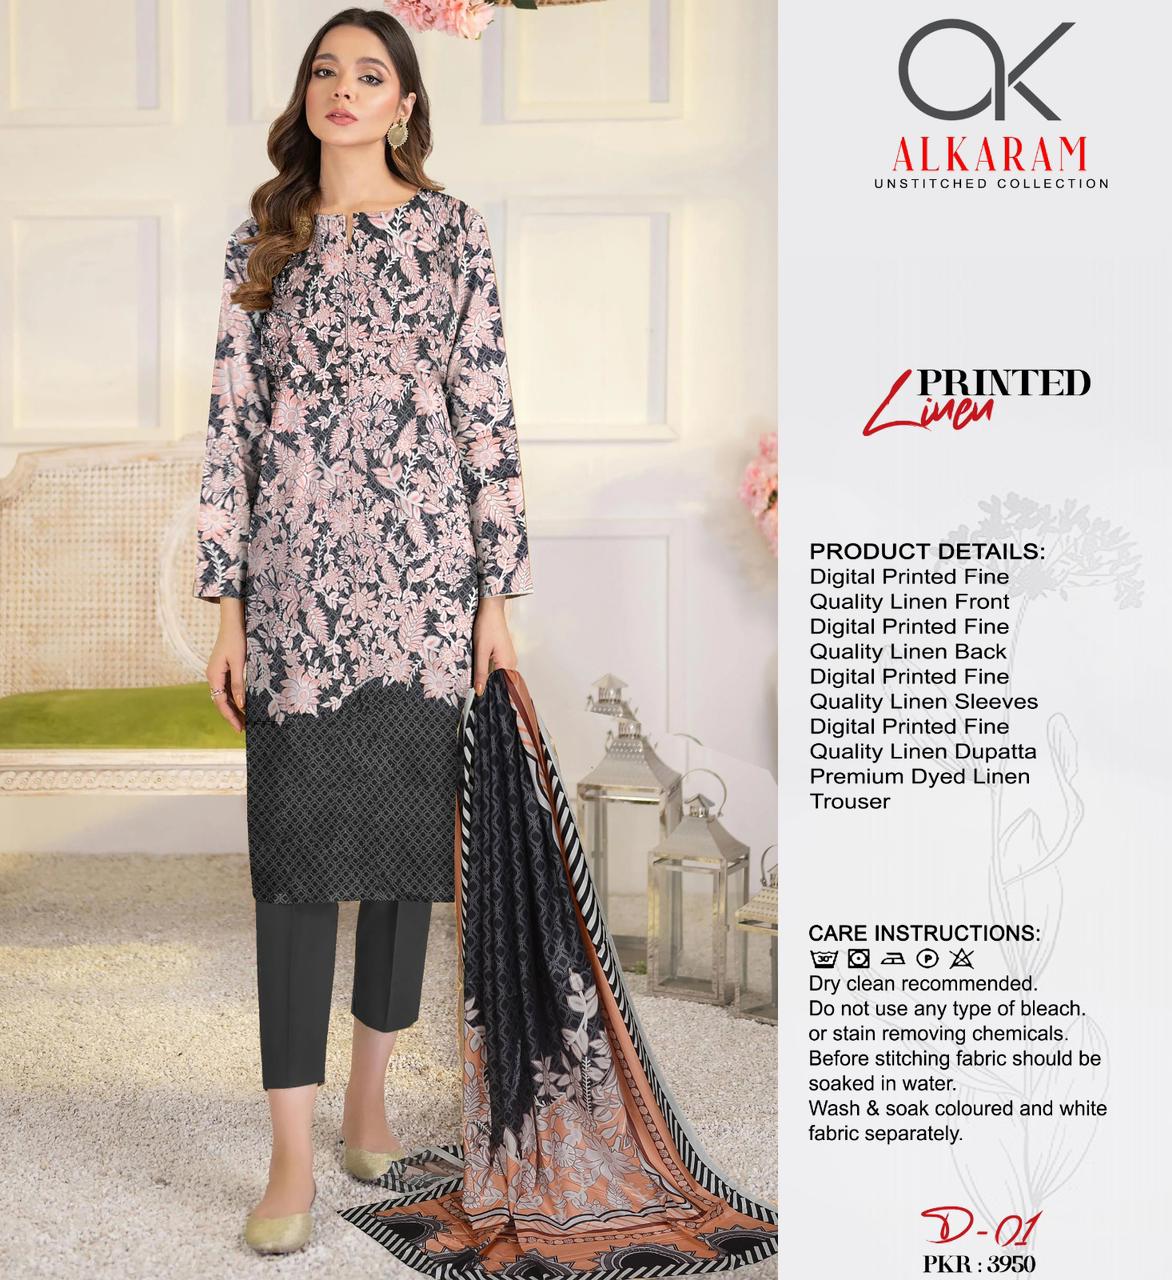 AK
ALKARAM
UNSTITCHED COLLECTION
PRINTED
Linen
PRODUCT DETAILS:
Digital Printed Fine
Quality Linen Front
Digital Printed Fine
Quality Linen Back
Digital Printed Fine
Quality Linen Sleeves
Digital Printed Fine
Quality Linen Dupatta
Premium Dyed Linen
Trouser
CARE INSTRUCTIONS:
30° P
Dry clean recommended.
Do not use any type of bleach.
or stain removing chemicals.
Before stitching fabric should be
soaked in water.
Wash & soak coloured and white
fabric separately.
D-01
PKR : 3950